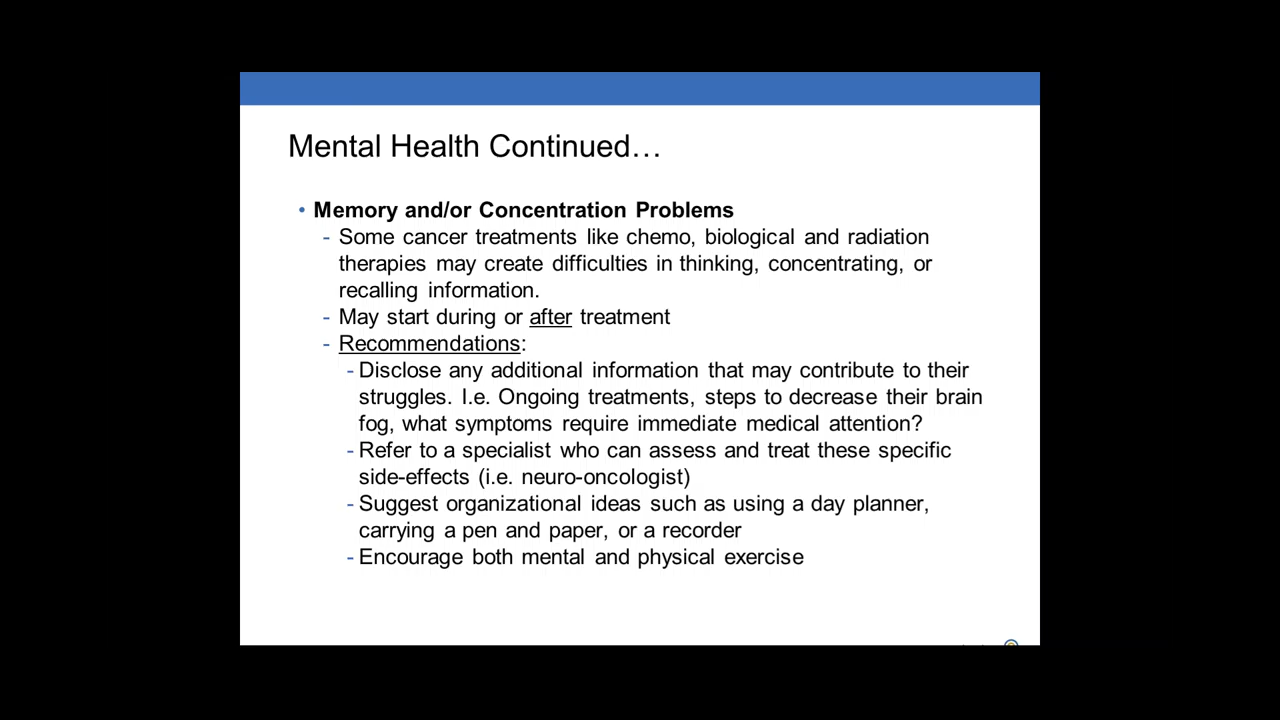 Mental Health Continued…
• Memory and/or Concentration Problems
- Some cancer treatments like chemo, biological and radiation
therapies may create difficulties in thinking, concentrating, or
recalling information.
- May start during or after treatment
- Recommendations:
- Disclose any additional information that may contribute to their
struggles. I.e. Ongoing treatments, steps to decrease their brain
fog, what symptoms require immediate medical attention?
- Refer to a specialist who can assess and treat these specific
side-effects (i.e. neuro-oncologist)
- Suggest organizational ideas such as using a day planner,
carrying a pen and paper, or a recorder
- Encourage both mental and physical exercise